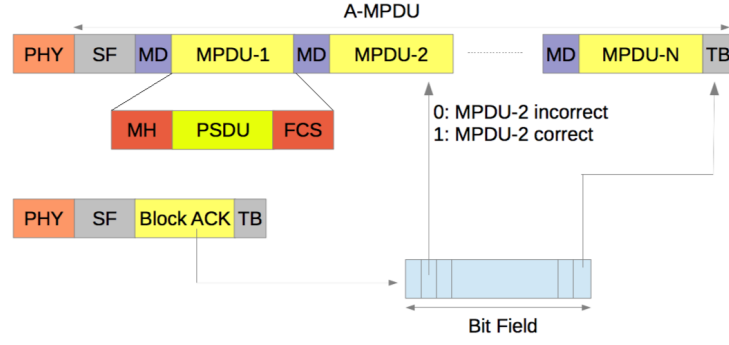 A-MPDU
PHY SF MD MPDU-1 MD MPDU-2 MD MPDU-N TB
MH PSDU FCS
0: MPDU-2 incorrect
1: MPDU-2 correct
PHY SF Block ACK TB
Bit Field